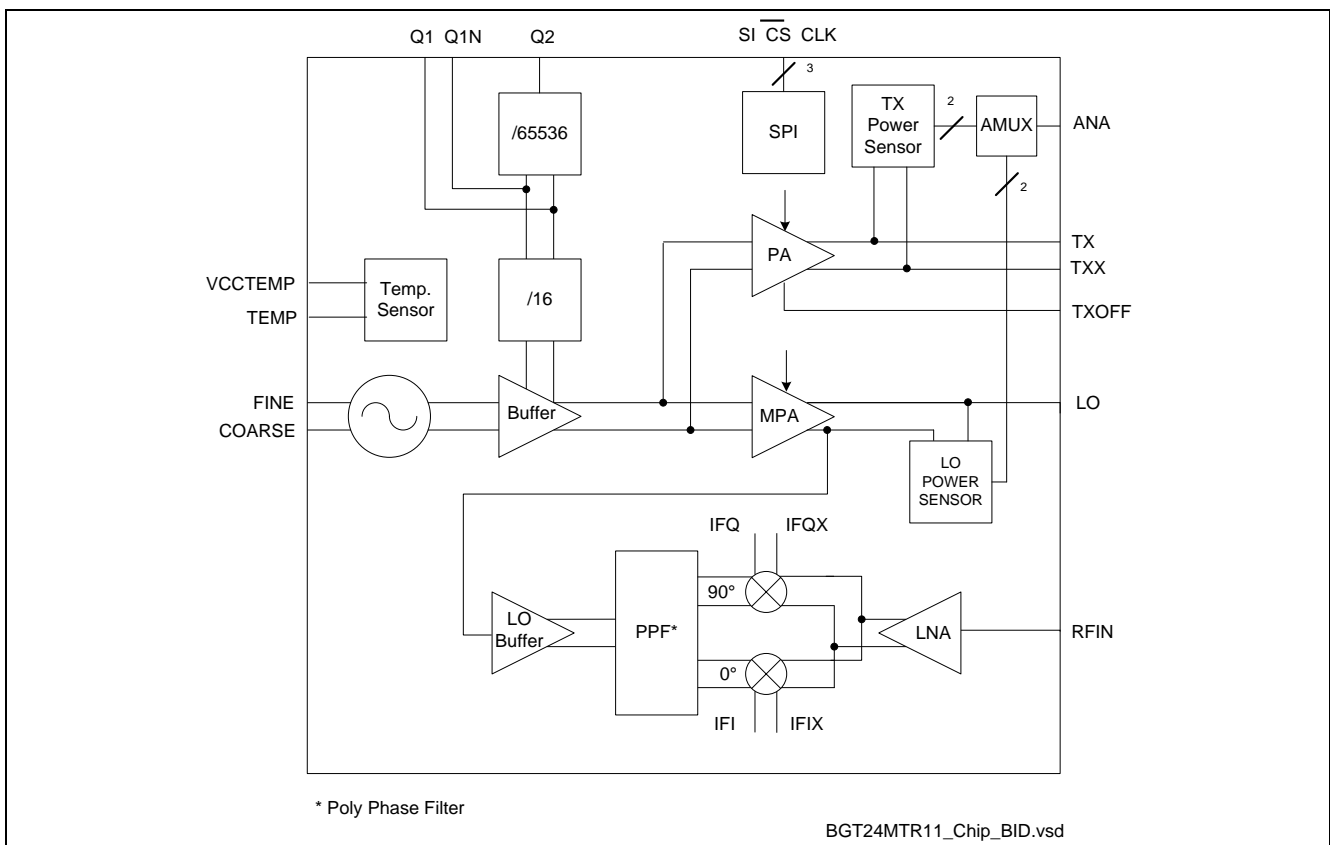 Q1 Q1N Q2 SI CS CLK
3
/65536
SPI
TX
Power
Sensor
2
AMUX
ANA
2
PA
TX
TXX
TXOFF
VCCTEMP
TEMP
Temp.
Sensor
/16
FINE
COARSE
Buffer
MPA
LO
LO
POWER
SENSOR
IFQ IFQX
90°
LO
Buffer
PPF*
LNA
RFIN
0°
IFI IFIX
* Poly Phase Filter
BGT24MTR11_Chip_BID.vsd